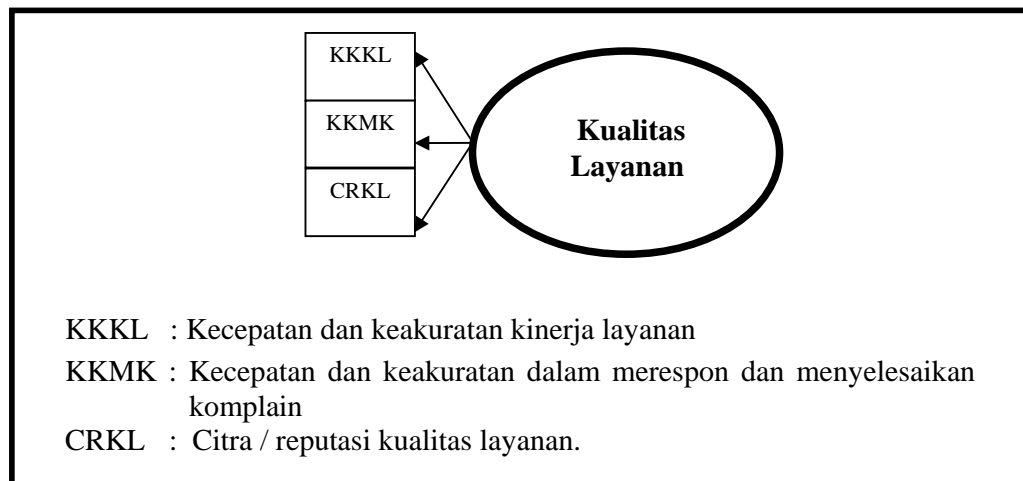 KKKL
KKMK
CRKL
Kualitas
Layanan
KKKL : Kecepatan dan keakuratan kinerja layanan
KKMK : Kecepatan dan keakuratan dalam merespon dan menyelesaikan
komplain
CRKL : Citra / reputasi kualitas layanan.